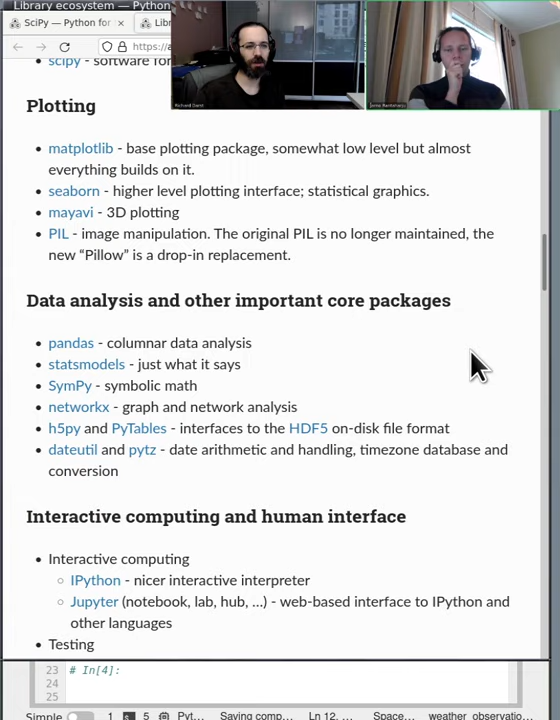 Library ecosystem — Python
SciPy — Python for
×
Libr
https://a
scipy - software for
Richard Darst
Plotting
matplotlib - base plotting package, somewhat low level but almost
everything builds on it.
seaborn - higher level plotting interface; statistical graphics.
mayavi - 3D plotting
PIL - image manipulation. The original PIL is no longer maintained, the
new “Pillow” is a drop-in replacement.
Data analysis and other important core packages
pandas - columnar data analysis
statsmodels - just what it says
SymPy - symbolic math
networkx - graph and network analysis
h5py and PyTables - interfaces to the HDF5 on-disk file format
dateutil and pytz - date arithmetic and handling, timezone database and
conversion
Interactive computing and human interface
Interactive computing
IPython - nicer interactive interpreter
Jupyter (notebook, lab, hub, …) - web-based interface to IPython and
other languages
Testing
23 # In[4]:
24
25
Simple 1 5 Pyt… Saving comp… Ln 12, … Space… weather_observatio…